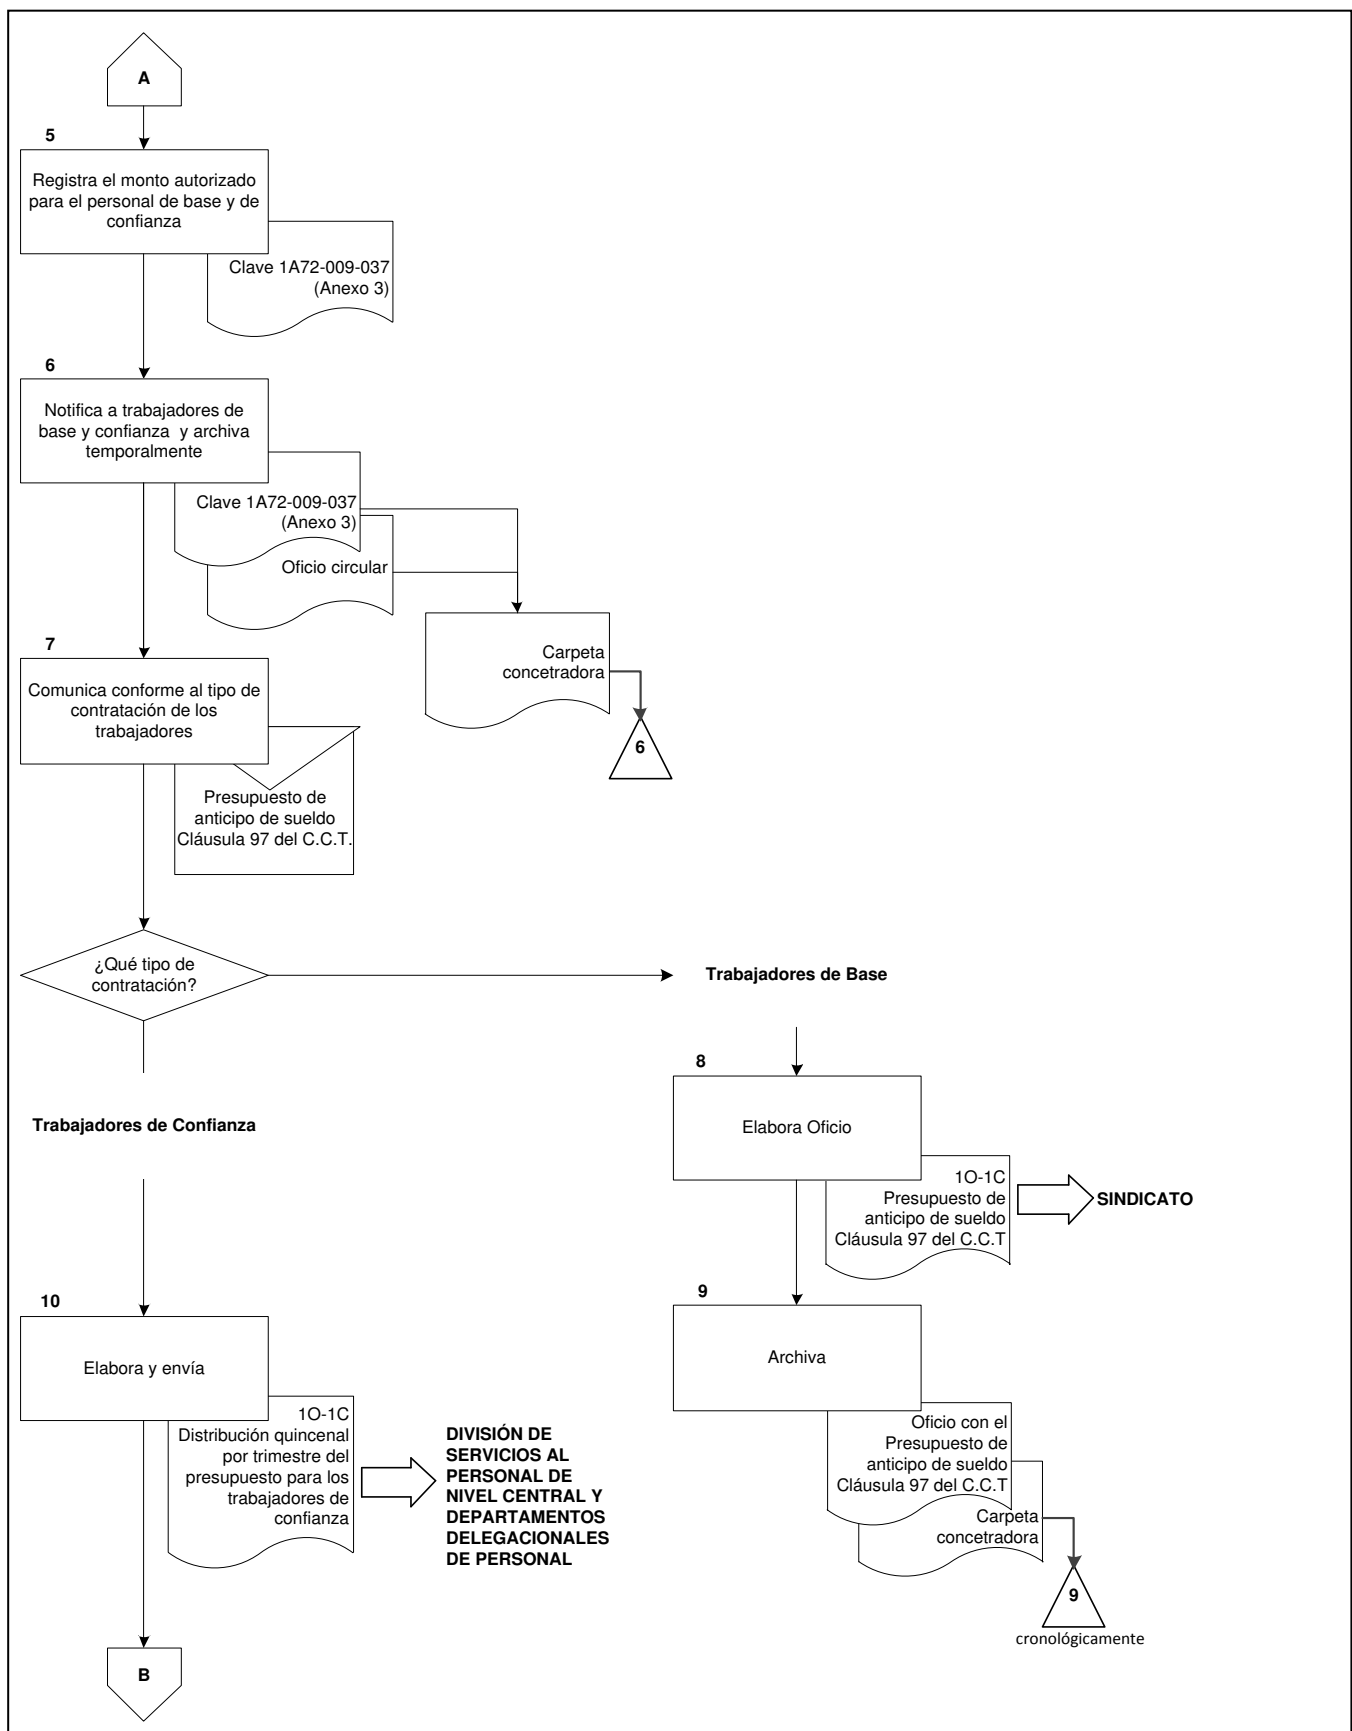 A
5
Registra el monto autorizado
para el personal de base y de
confianza
Clave 1A72-009-037
(Anexo 3)
6
Notifica a trabajadores de
base y confianza y archiva
temporalmente
Clave 1A72-009-037
(Anexo 3)
Oficio circular
Carpeta
concetradora
6
7
Comunica conforme al tipo de
contratación de los
trabajadores
Presupuesto de
anticipo de sueldo
Cláusula 97 del C.C.T.
¿Qué tipo de
contratación?
Trabajadores de Base
8
Elabora Oficio
1O-1C
Presupuesto de
anticipo de sueldo
Cláusula 97 del C.C.T
SINDICATO
9
Archiva
Oficio con el
Presupuesto de
anticipo de sueldo
Cláusula 97 del C.C.T
Carpeta
concetradora
9
cronológicamente
Trabajadores de Confianza
10
Elabora y envía
1O-1C
Distribución quincenal
por trimestre del
presupuesto para los
trabajadores de
confianza
DIVISIÓN DE
SERVICIOS AL
PERSONAL DE
NIVEL CENTRAL Y
DEPARTAMENTOS
DELEGACIONALES
DE PERSONAL
B